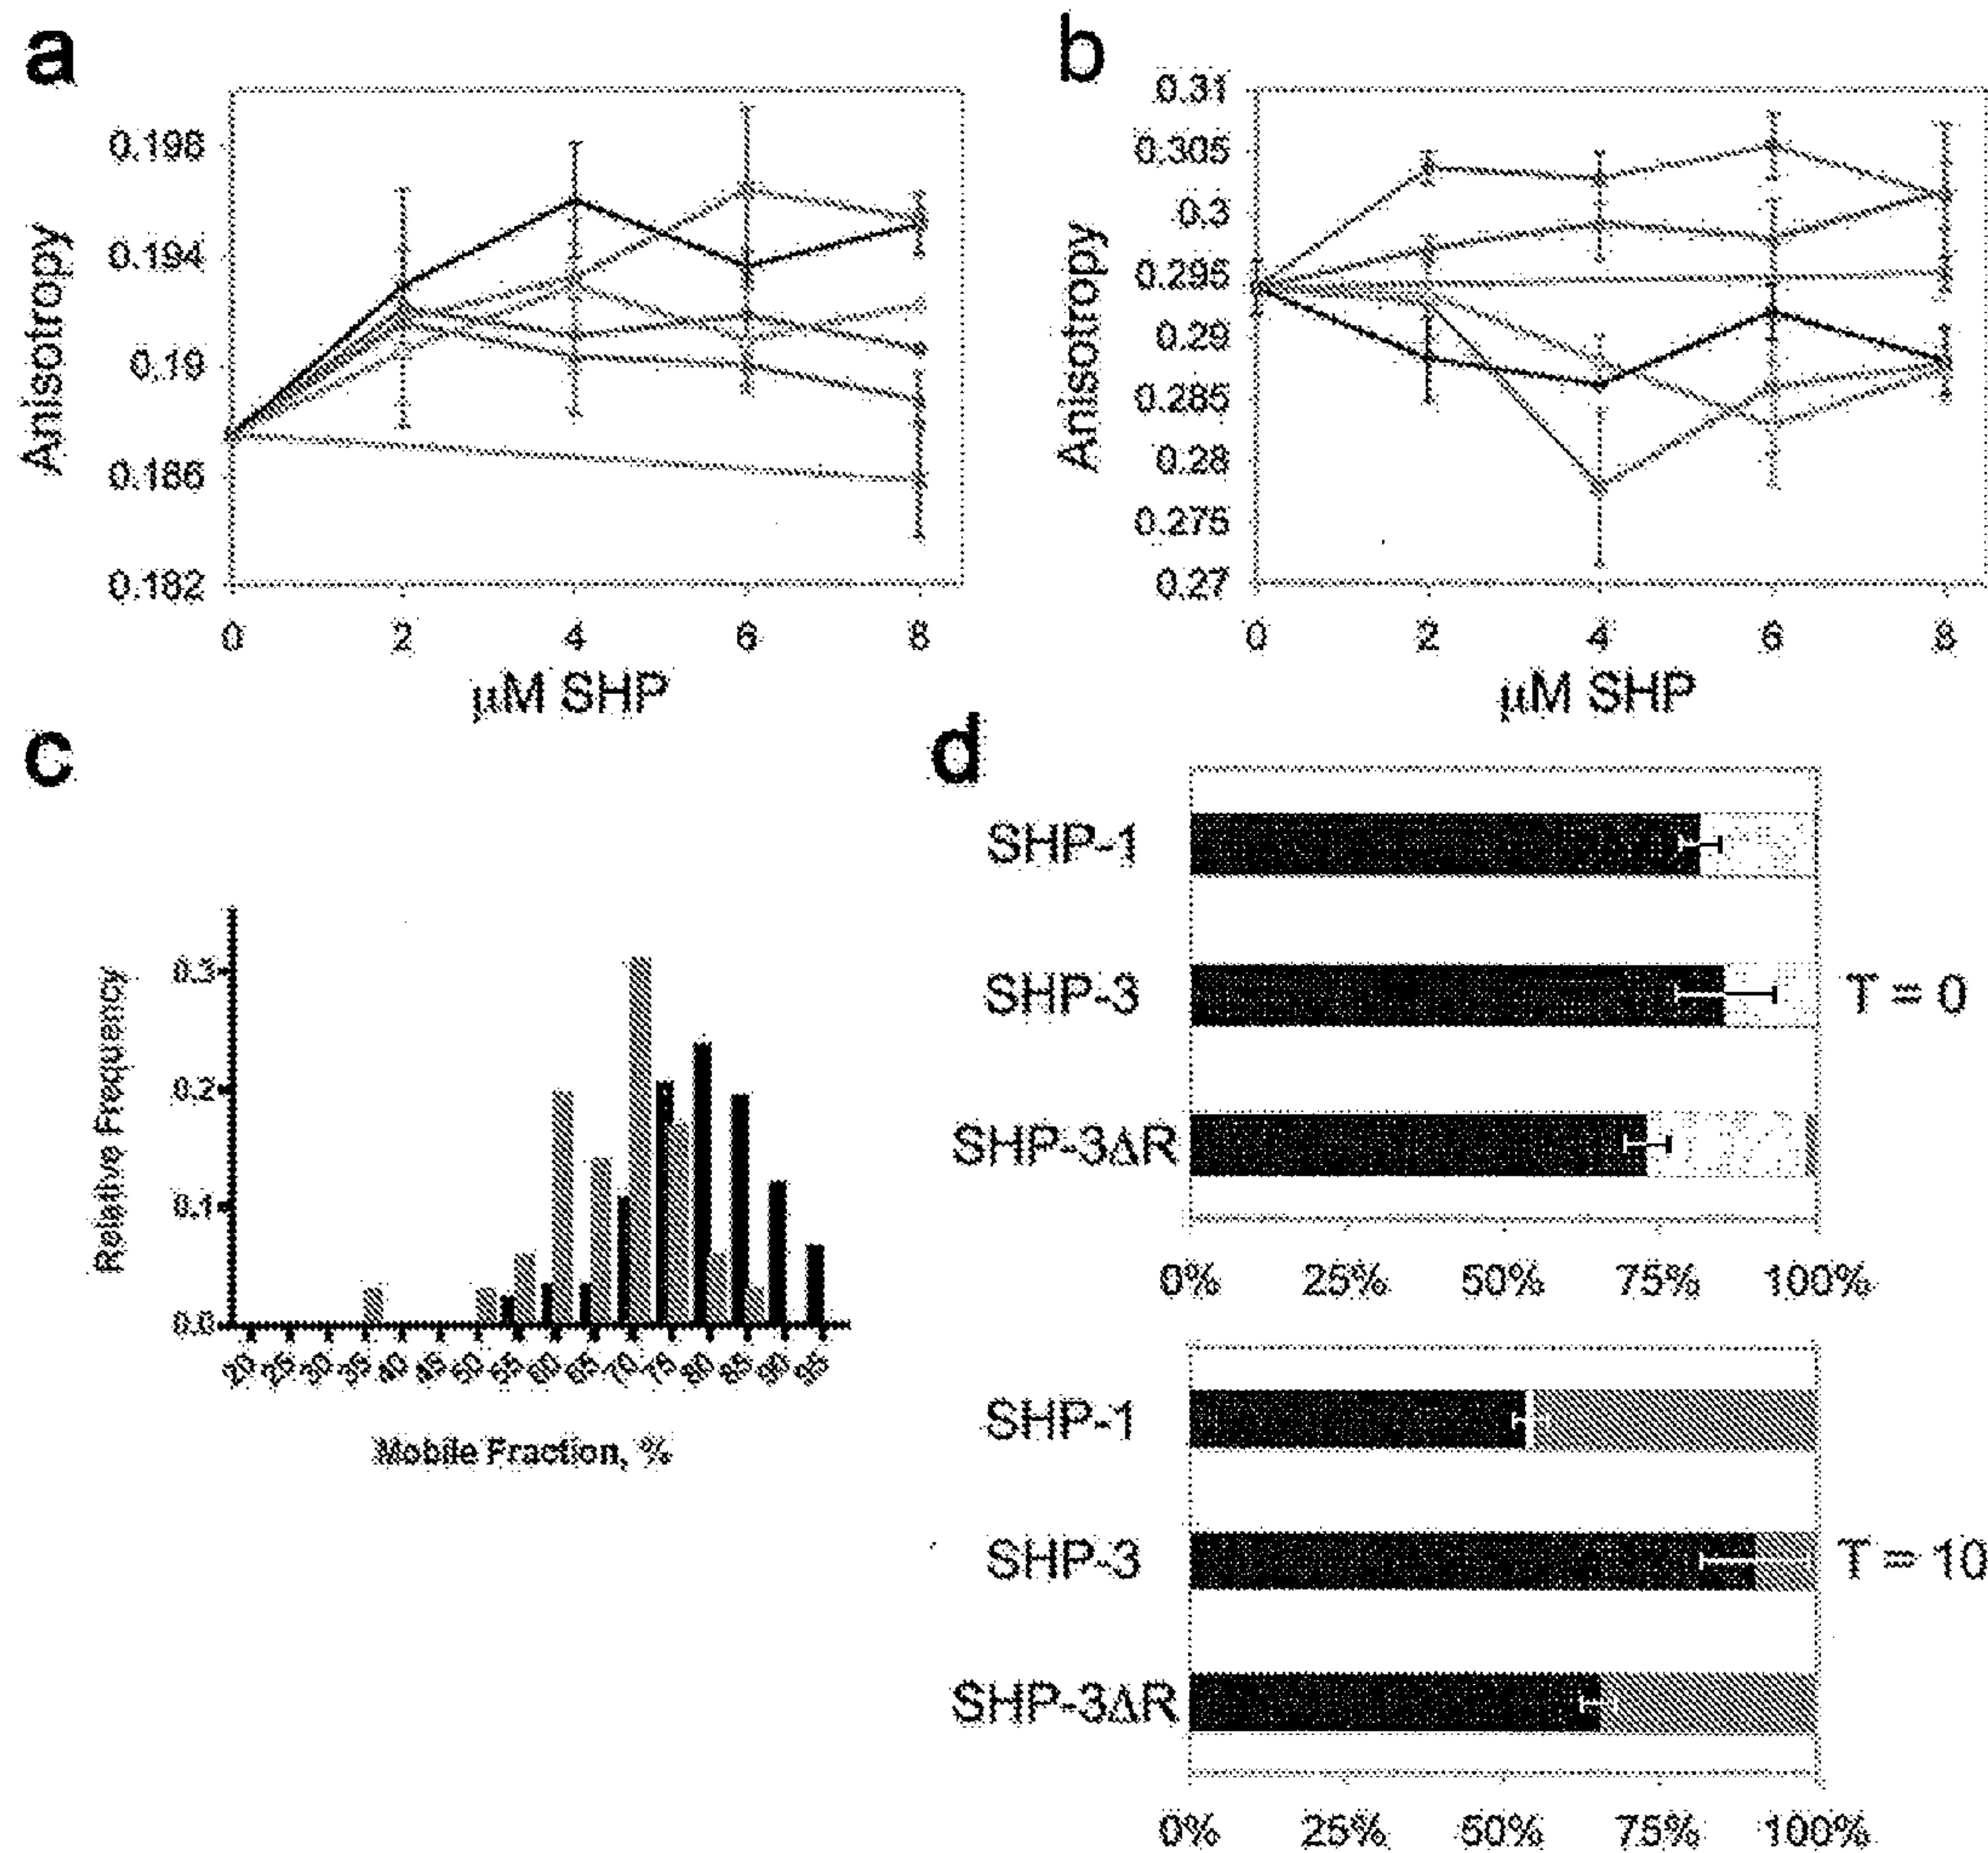 a
0.198
0.194
0.19
0.186
0.182
Anisotropy
0
2
4
6
8
μM SHP
b
0.31
0.305
0.3
0.295
0.29
0.285
0.28
0.275
0.27
Anisotropy
0
2
4
6
8
μM SHP
c
0.3
0.2
0.1
0.0
Relative Frequency
20 25 30 35 40 45 50 55 60 65 70 75 80 85 90 95
Mobile Fraction, %
d
SHP-1
SHP-3
T = 0
SHP-3ΔR
0% 25% 50% 75% 100%
SHP-1
SHP-3
T = 10
SHP-3ΔR
0% 25% 50% 75% 100%